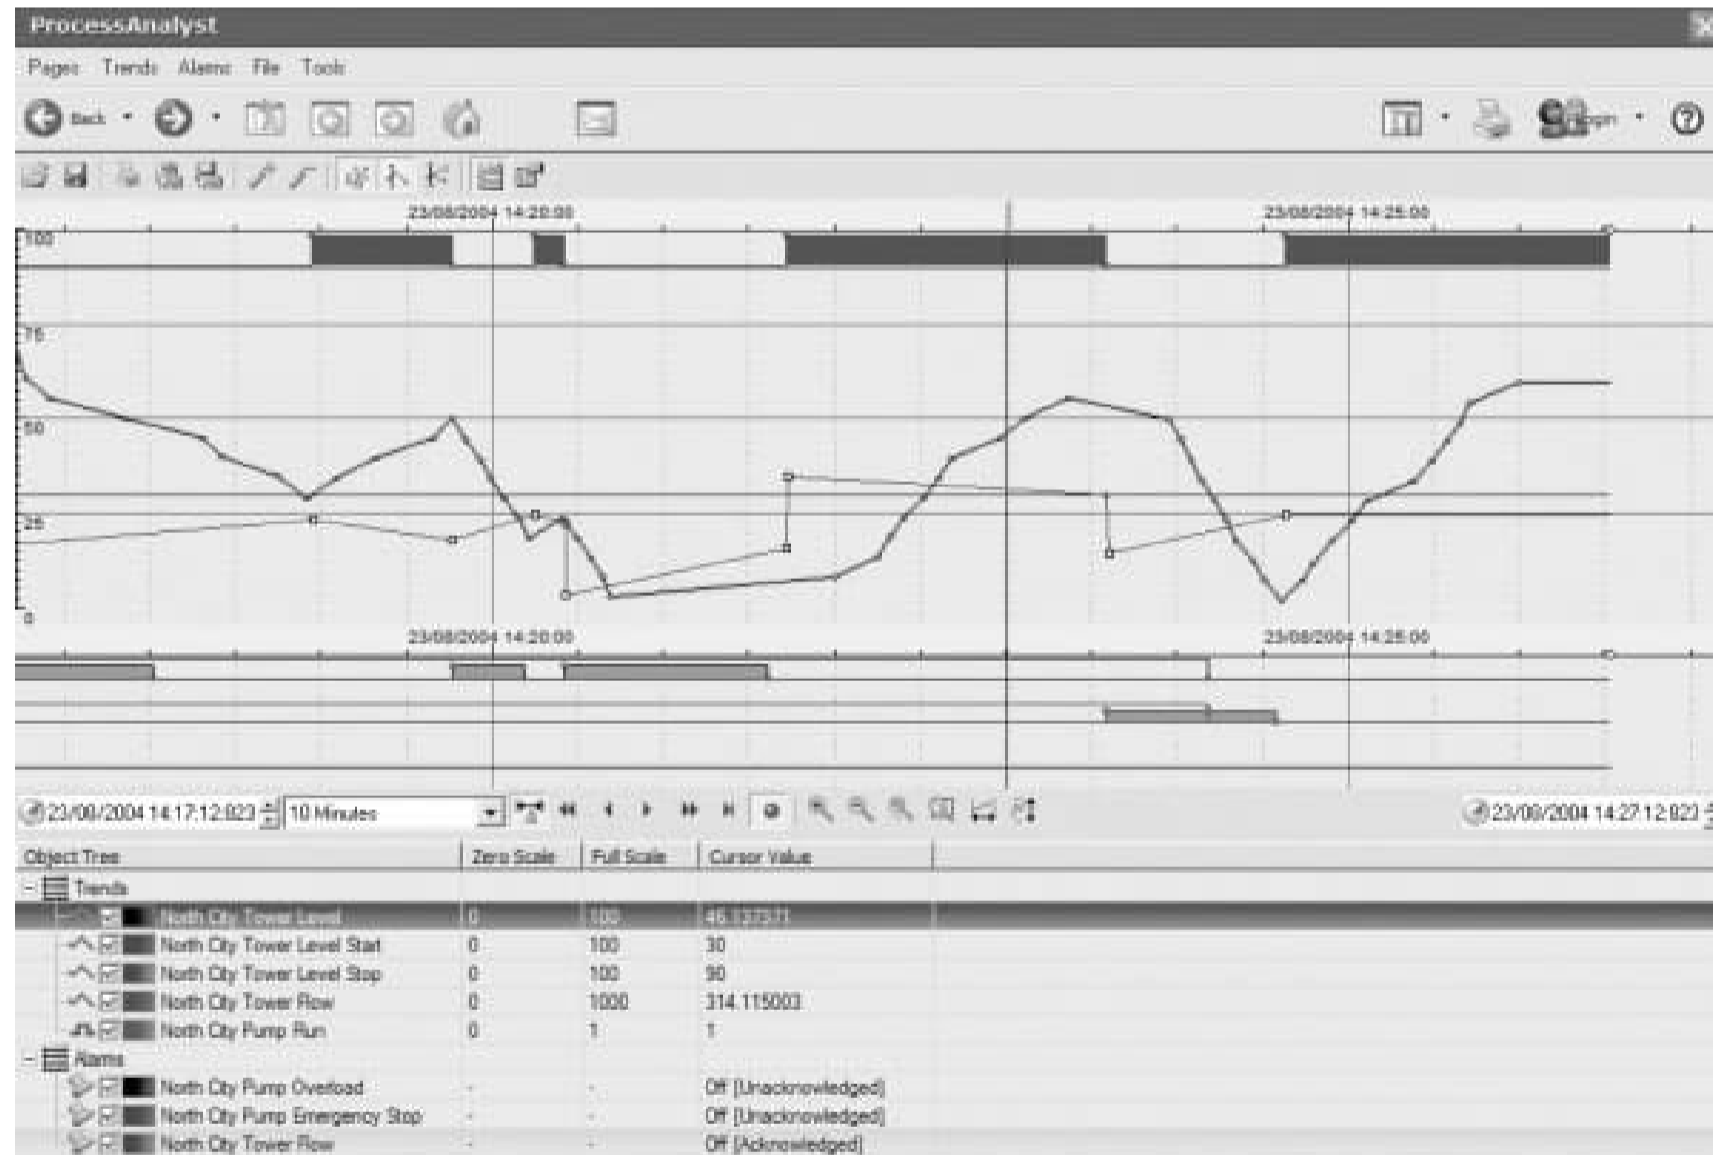 ProcessAnalyst
Pages Trends Alarms File Tools
Back Login
23/08/2004 14:20:00 23/08/2004 14:25:00
100
75
50
25
0
23/08/2004 14:20:00 23/08/2004 14:25:00
23/08/2004 14:17:12:823 10 Minutes 23/08/2004 14:27:12:823
Object Tree Zero Scale Full Scale Cursor Value
Trends
North City Tower Level 0 100 46.137371
North City Tower Level Start 0 100 30
North City Tower Level Stop 0 100 90
North City Tower Flow 0 1000 314.115003
North City Pump Run 0 1 1
Alarms
North City Pump Overload - - Off [Unacknowledged]
North City Pump Emergency Stop - - Off [Unacknowledged]
North City Tower Flow - - Off [Acknowledged]